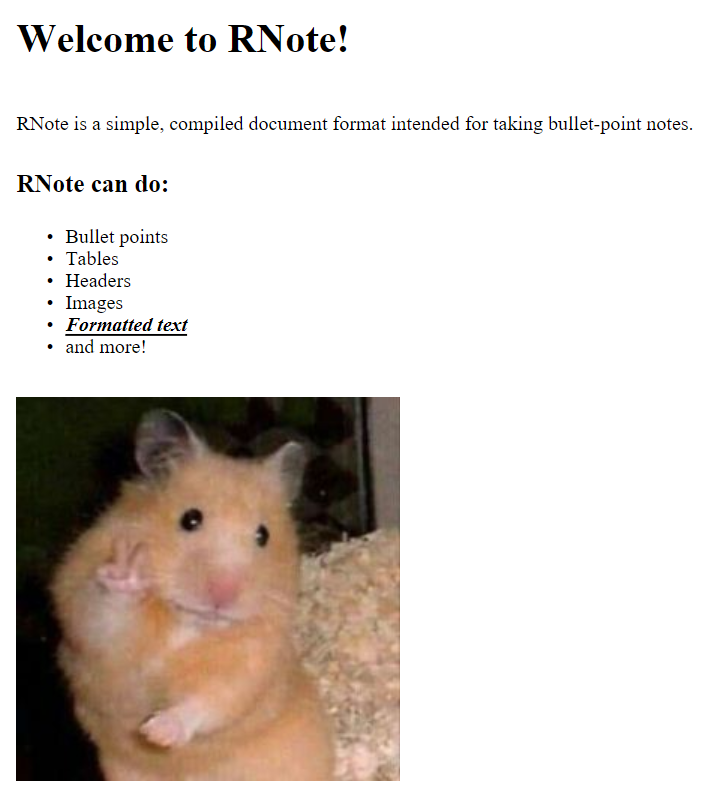 Welcome to RNote!
RNote is a simple, compiled document format intended for taking bullet-point notes.
RNote can do:
• Bullet points
• Tables
• Headers
• Images
• Formatted text
• and more!